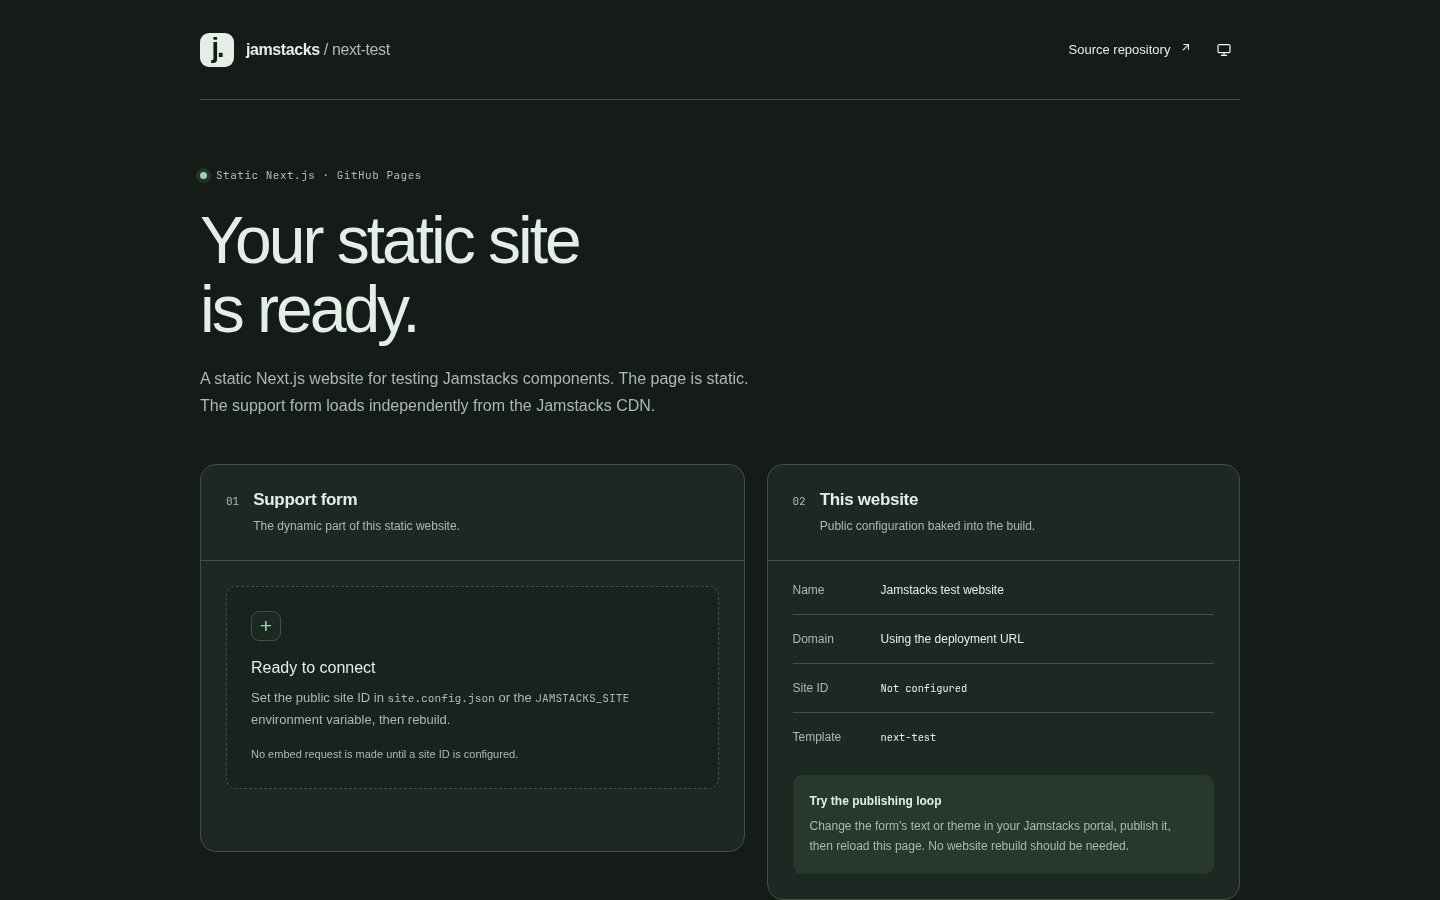 j.
jamstacks / next-test
Source repository
Static Next.js · GitHub Pages
Your static site
is ready.
A static Next.js website for testing Jamstacks components. The page is static.
The support form loads independently from the Jamstacks CDN.
01 Support form
The dynamic part of this static website.
Ready to connect
Set the public site ID in site.config.json or the JAMSTACKS_SITE
environment variable, then rebuild.
No embed request is made until a site ID is configured.
02 This website
Public configuration baked into the build.
Name Jamstacks test website
Domain Using the deployment URL
Site ID Not configured
Template next-test
Try the publishing loop
Change the form's text or theme in your Jamstacks portal, publish it,
then reload this page. No website rebuild should be needed.